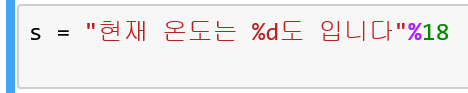 s = "현재 온도는 %d도 입니다"%18